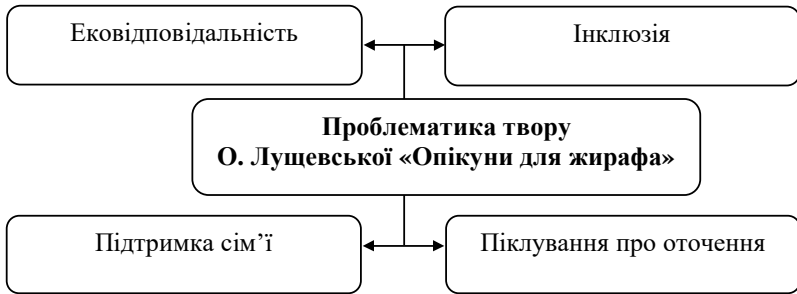 Ековідповідальність
Інклюзія
Проблематика твору
О. Лущевської «Опікуни для жирафа»
Підтримка сім’ї
Піклування про оточення